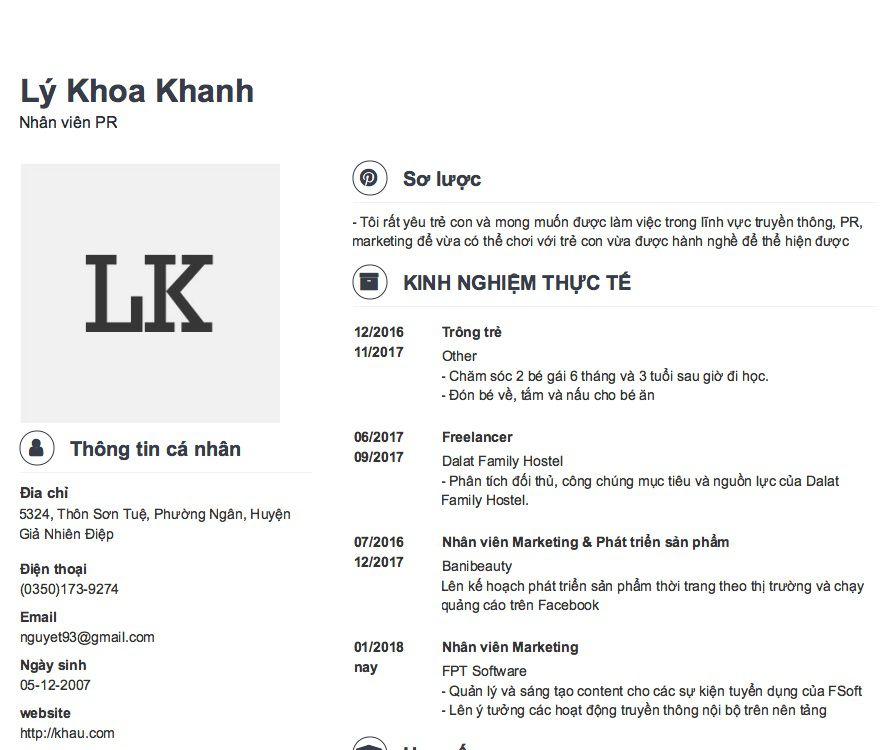 Lý Khoa Khanh
Nhân viên PR
LK
Thông tin cá nhân
Đia chỉ
5324, Thôn Sơn Tuệ, Phường Ngân, Huyện
Giả Nhiên Điệp
Điện thoại
(0350)173-9274
Email
nguyet93@gmail.com
Ngày sinh
05-12-2007
website
http://khau.com
Sơ lược
- Tôi rất yêu trẻ con và mong muốn được làm việc trong lĩnh vực truyền thông, PR,
marketing để vừa có thể chơi với trẻ con vừa được hành nghề để thể hiện được
KINH NGHIỆM THỰC TẾ
12/2016
11/2017
Trông trẻ
Other
- Chăm sóc 2 bé gái 6 tháng và 3 tuổi sau giờ đi học.
- Đón bé về, tắm và nấu cho bé ăn
06/2017
09/2017
Freelancer
Dalat Family Hostel
- Phân tích đối thủ, công chúng mục tiêu và nguồn lực của Dalat
Family Hostel.
07/2016
12/2017
Nhân viên Marketing & Phát triển sản phẩm
Banibeauty
Lên kế hoạch phát triển sản phẩm thời trang theo thị trường và chạy
quảng cáo trên Facebook
01/2018
nay
Nhân viên Marketing
FPT Software
- Quản lý và sáng tạo content cho các sự kiện tuyển dụng của FSoft
- Lên ý tưởng các hoạt động truyền thông nội bộ trên nên tảng